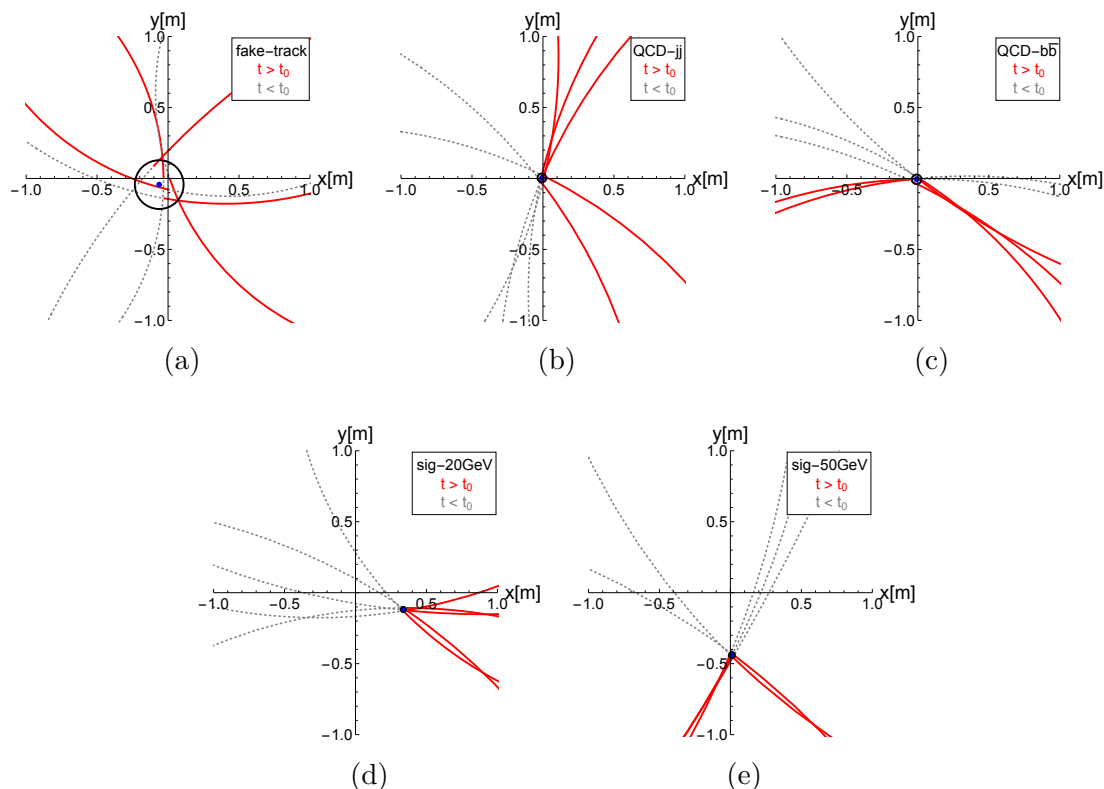 y[m]
1.0
fake-track
t > t₀
t < t₀
0.5
-1.0
-0.5
0.5
1.0
x[m]
-0.5
-1.0
(a)
y[m]
1.0
QCD-jj
t > t₀
t < t₀
0.5
-1.0
-0.5
0.5
1.0
x[m]
-0.5
-1.0
(b)
y[m]
1.0
QCD-bb̄
t > t₀
t < t₀
0.5
-1.0
-0.5
0.5
1.0
x[m]
-0.5
-1.0
(c)
y[m]
1.0
sig-20GeV
t > t₀
t < t₀
0.5
-1.0
-0.5
0.5
1.0
x[m]
-0.5
-1.0
(d)
y[m]
1.0
sig-50GeV
t > t₀
t < t₀
0.5
-1.0
-0.5
0.5
1.0
x[m]
-0.5
-1.0
(e)